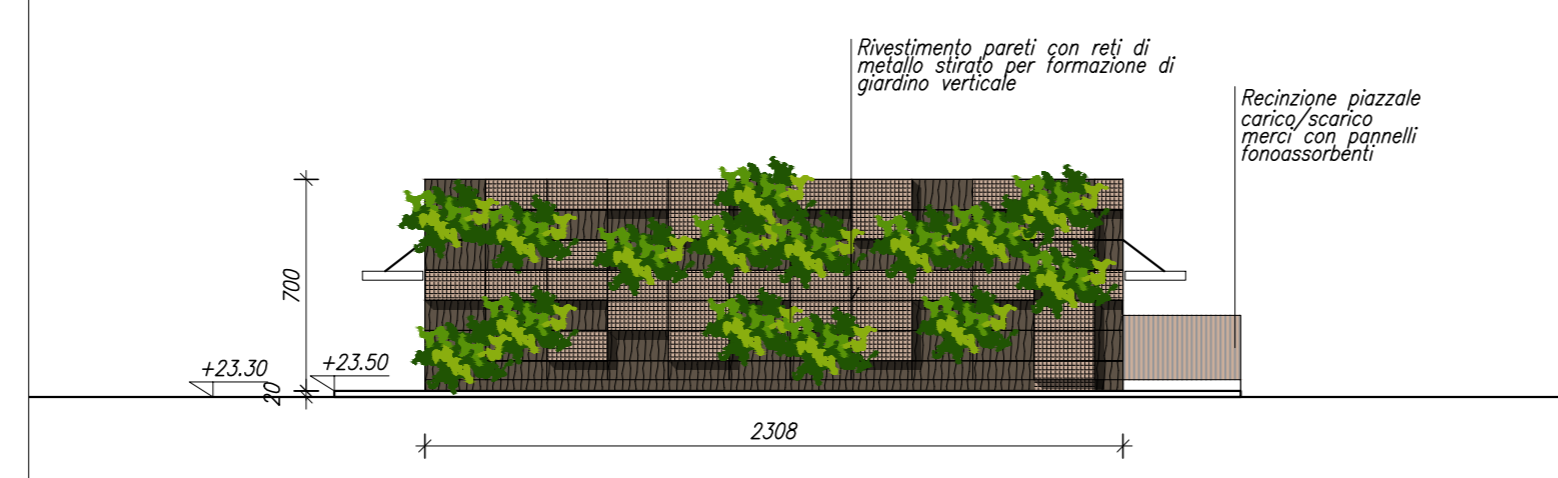 Rivestimento pareti con reti di
metallo stirato per formazione di
giardino verticale
Recinzione piazzale
carico/scarico
merci con pannelli
fonoassorbenti
700
+23.30
+23.50
20
2308